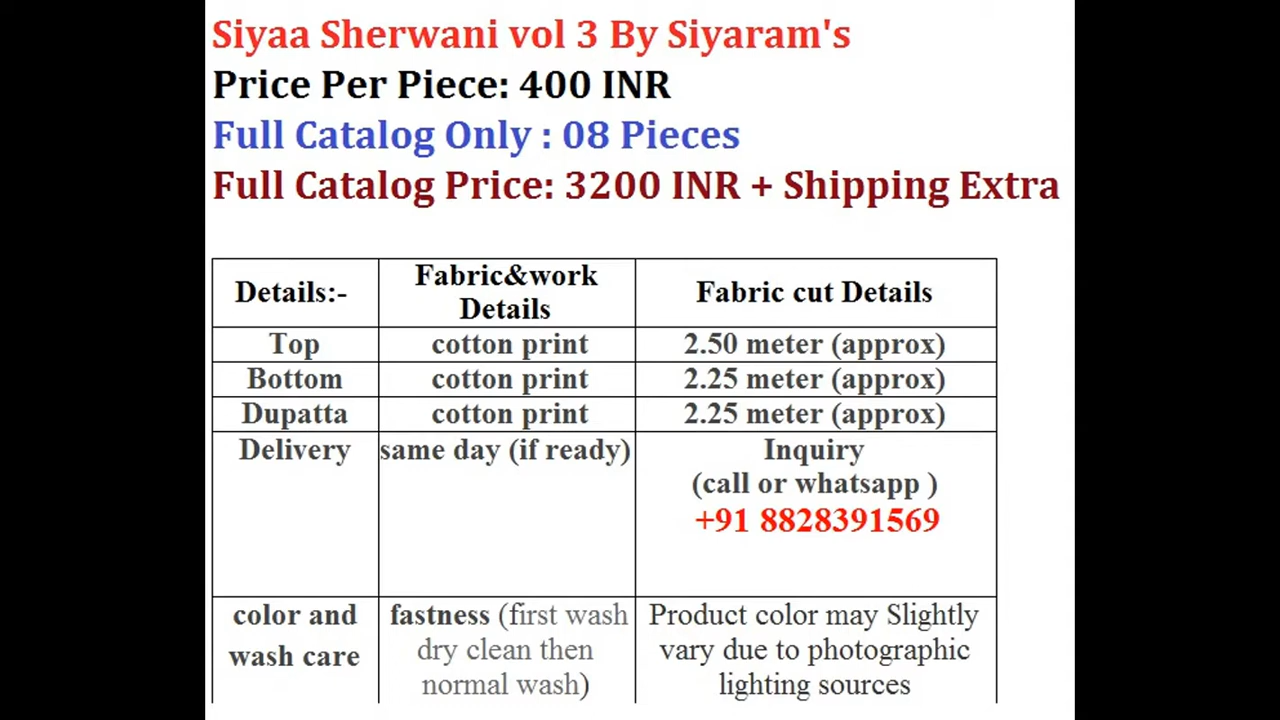 Siyaa Sherwani vol 3 By Siyaram's
Price Per Piece: 400 INR
Full Catalog Only : 08 Pieces
Full Catalog Price: 3200 INR + Shipping Extra
Details:-
Fabric&work
Details
Fabric cut Details
Top
cotton print
2.50 meter (approx)
Bottom
cotton print
2.25 meter (approx)
Dupatta
cotton print
2.25 meter (approx)
Delivery
same day (if ready)
Inquiry
(call or whatsapp )
+91 8828391569
color and
wash care
fastness (first wash
dry clean then
normal wash)
Product color may Slightly
vary due to photographic
lighting sources